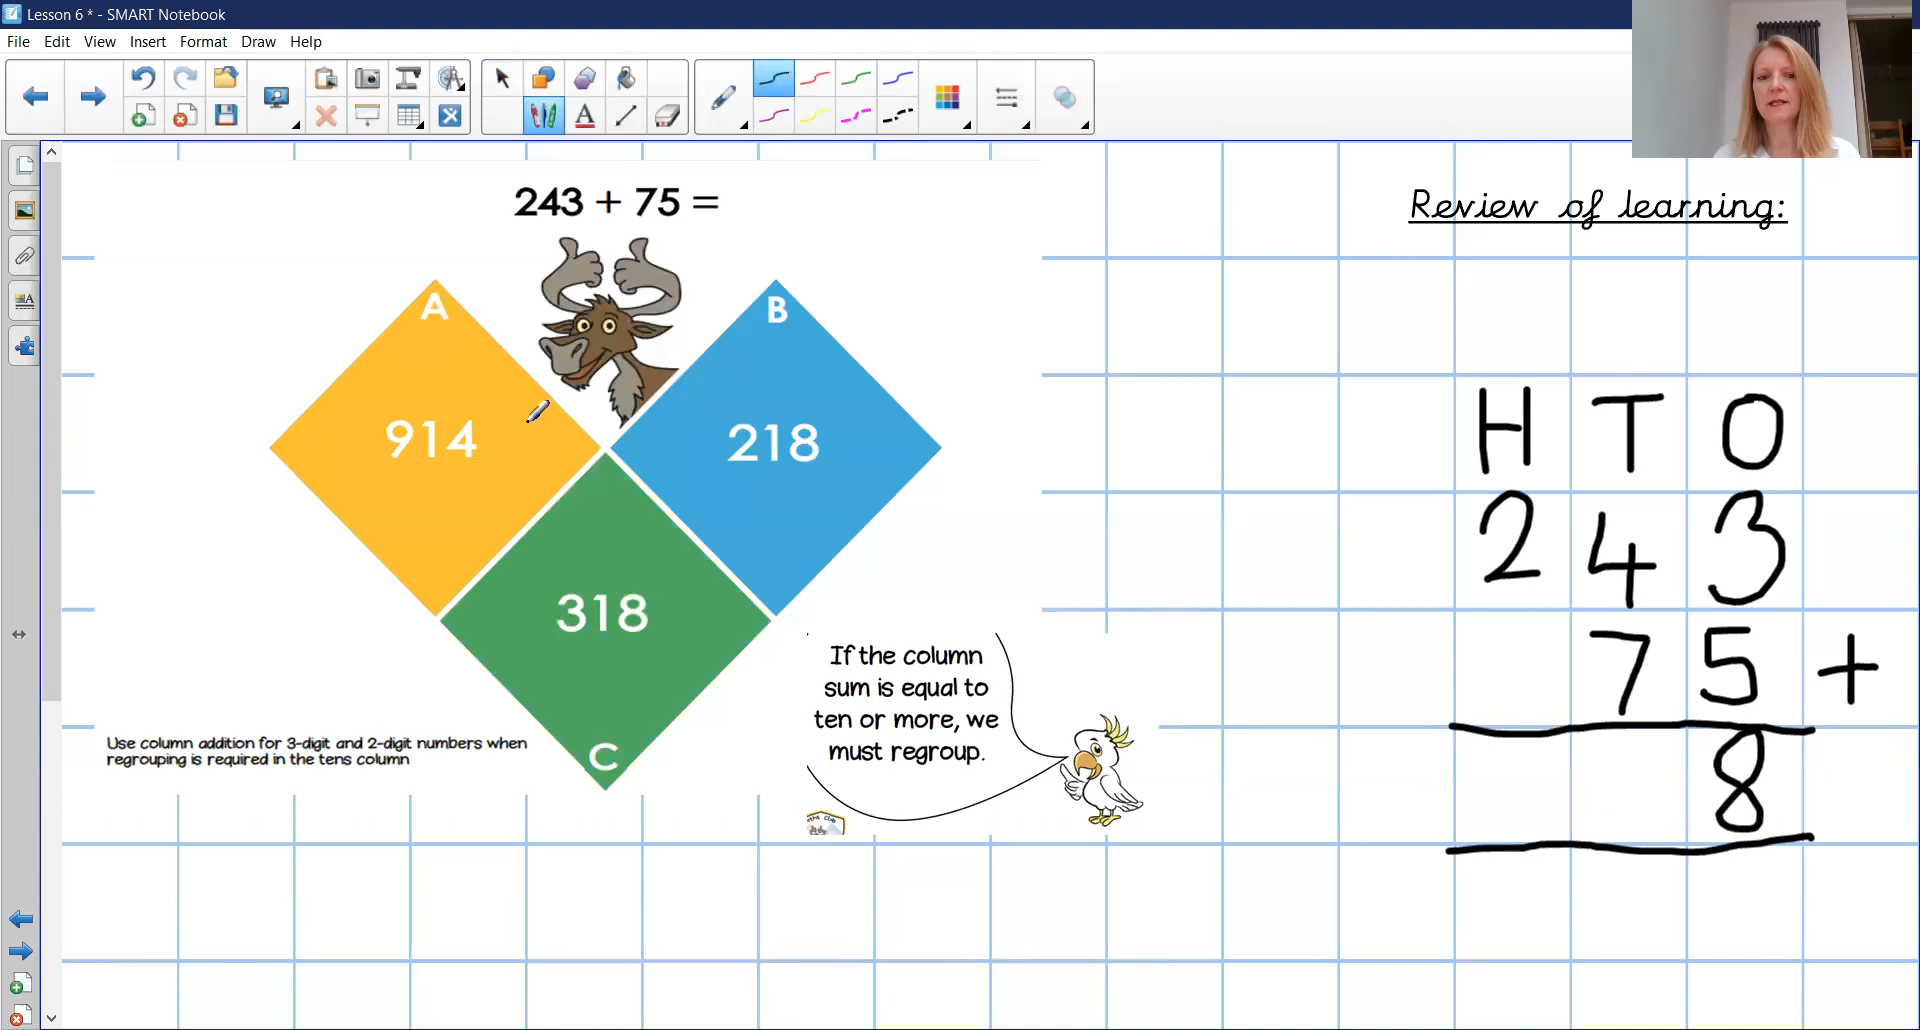 Lesson 6 * - SMART Notebook
File Edit View Insert Format Draw Help
243 + 75 =
A
914
B
218
318
C
Use column addition for 3-digit and 2-digit numbers when
regrouping is required in the tens column
If the column
sum is equal to
ten or more, we
must regroup.
Review of learning:
H T O
2 4 3
7 5 +
8